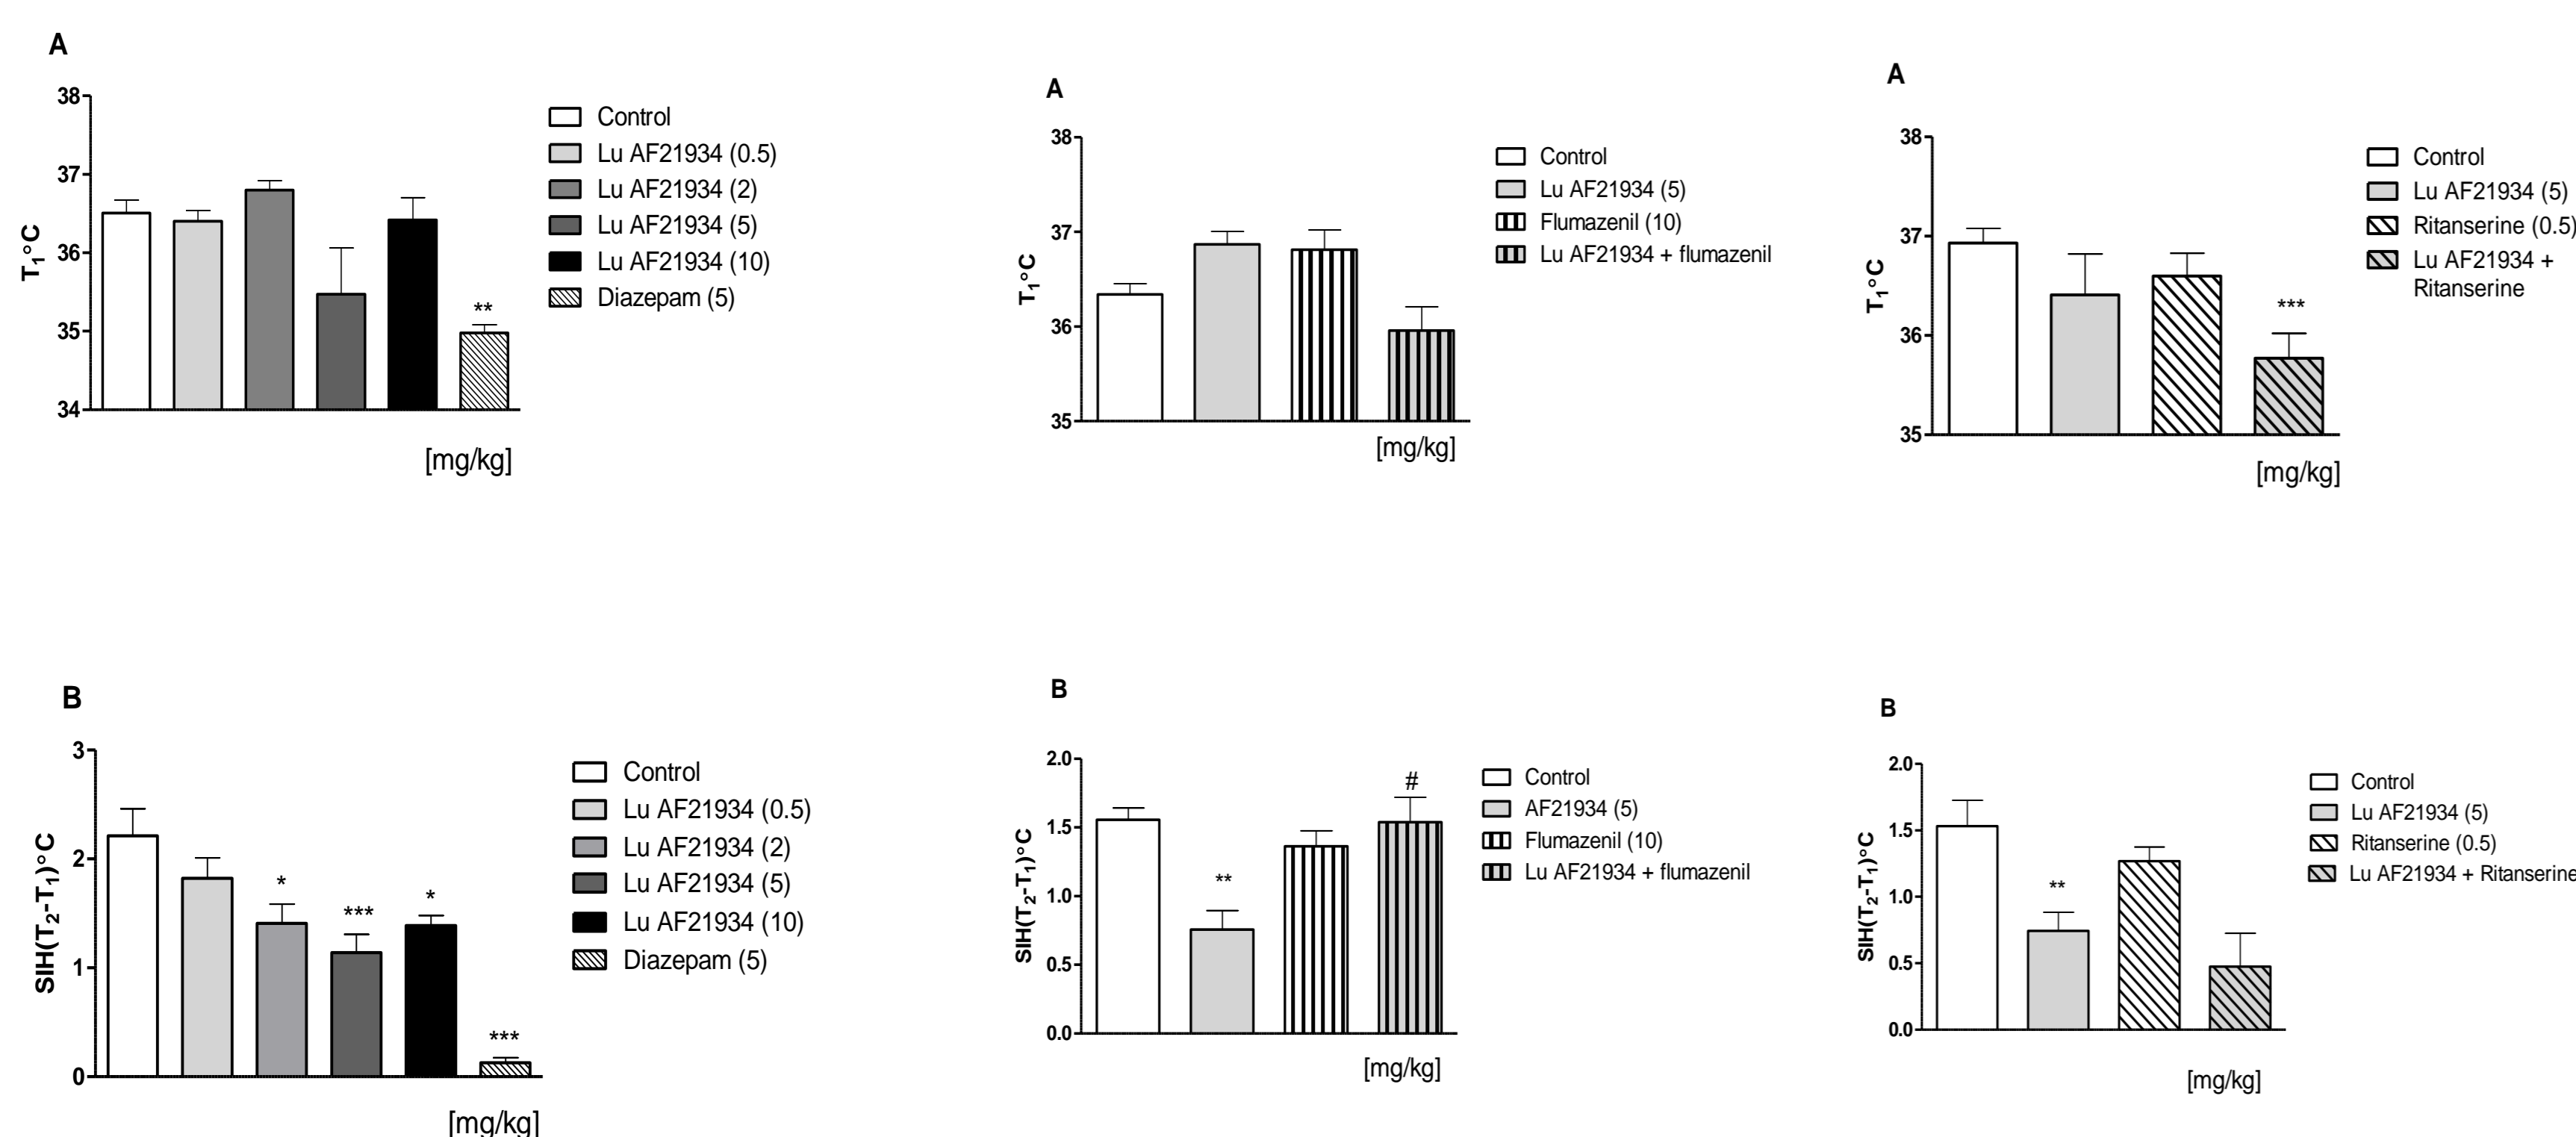 A
38
37
36
35
34
T1°C
[mg/kg]
**
Control
Lu AF21934 (0.5)
Lu AF21934 (2)
Lu AF21934 (5)
Lu AF21934 (10)
Diazepam (5)
A
38
37
36
35
T1°C
[mg/kg]
Control
Lu AF21934 (5)
Flumazenil (10)
Lu AF21934 + flumazenil
A
38
37
36
35
T1°C
***
[mg/kg]
Control
Lu AF21934 (5)
Ritanserine (0.5)
Lu AF21934 +
Ritanserine
B
3
2
1
0
SIH(T2-T1)°C
*
***
*
***
[mg/kg]
Control
Lu AF21934 (0.5)
Lu AF21934 (2)
Lu AF21934 (5)
Lu AF21934 (10)
Diazepam (5)
B
2.0
1.5
1.0
0.5
0.0
SIH(T2-T1)°C
**
#
[mg/kg]
Control
AF21934 (5)
Flumazenil (10)
Lu AF21934 + flumazenil
B
2.0
1.5
1.0
0.5
0.0
SIH(T2-T1)°C
**
[mg/kg]
Control
Lu AF21934 (5)
Ritanserine (0.5)
Lu AF21934 + Ritanserine